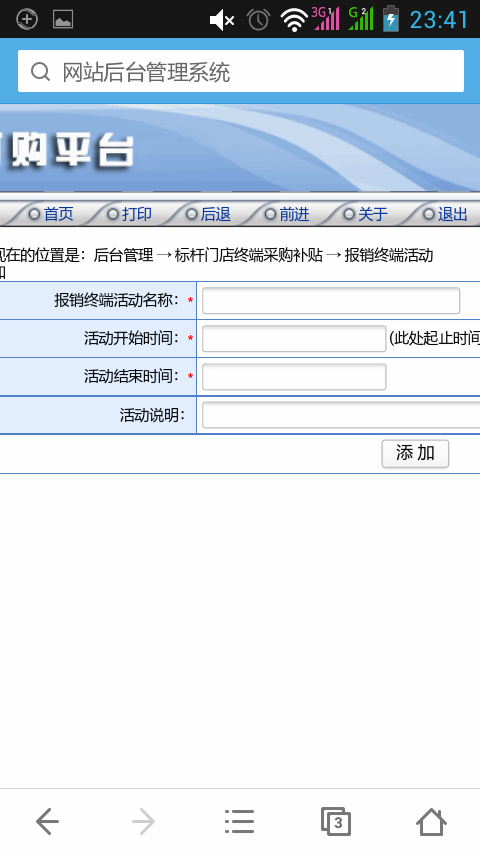 3G 1 G 2 23:41
网站后台管理系统
购平台
首页 打印 后退 前进 关于 退出
现在的位置是：后台管理 → 标杆门店终端采购补贴 → 报销终端活动
加
报销终端活动名称：*
活动开始时间：* (此处起止时间
活动结束时间：*
活动说明：
添 加
3